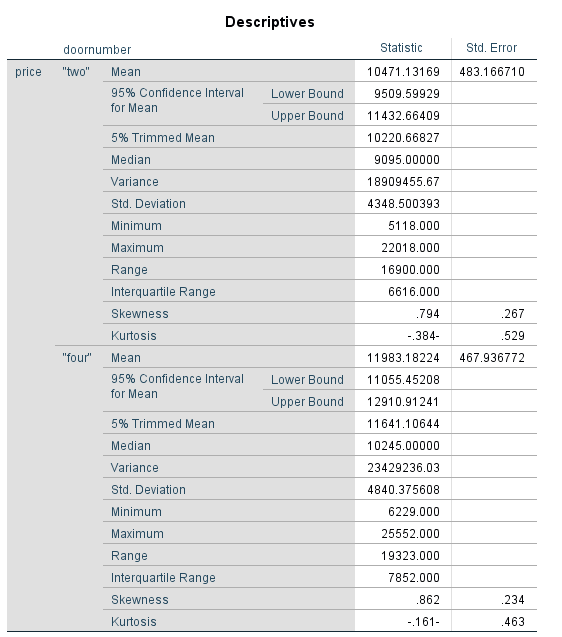 Descriptives
doornumber Statistic Std. Error
price "two" Mean 10471.13169 483.166710
95% Confidence Interval for Mean Lower Bound 9509.59929
Upper Bound 11432.66409
5% Trimmed Mean 10220.66827
Median 9095.00000
Variance 18909455.67
Std. Deviation 4348.500393
Minimum 5118.000
Maximum 22018.000
Range 16900.000
Interquartile Range 6616.000
Skewness .794 .267
Kurtosis -.384- .529
"four" Mean 11983.18224 467.936772
95% Confidence Interval for Mean Lower Bound 11055.45208
Upper Bound 12910.91241
5% Trimmed Mean 11641.10644
Median 10245.00000
Variance 23429236.03
Std. Deviation 4840.375608
Minimum 6229.000
Maximum 25552.000
Range 19323.000
Interquartile Range 7852.000
Skewness .862 .234
Kurtosis -.161- .463